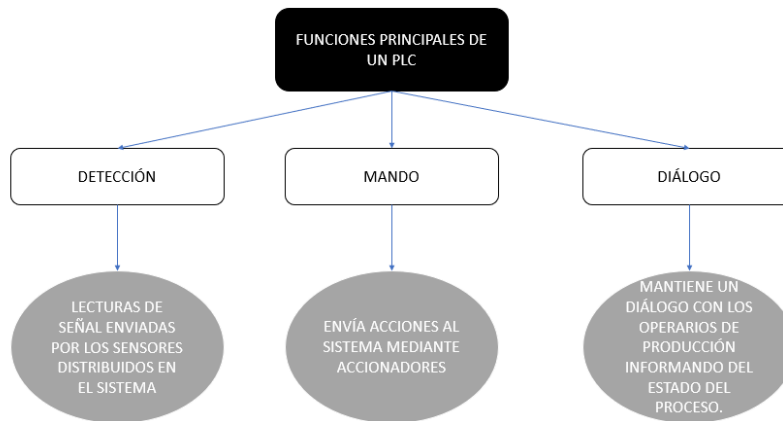 FUNCIONES PRINCIPALES DE
UN PLC
DETECCIÓN
MANDO
DIÁLOGO
LECTURAS DE
SEÑAL ENVIADAS
POR LOS SENSORES
DISTRIBUIDOS EN
EL SISTEMA
ENVÍA ACCIONES AL
SISTEMA MEDIANTE
ACCIONADORES
MANTIENE UN
DIÁLOGO CON LOS
OPERARIOS DE
PRODUCCIÓN
INFORMANDO DEL
ESTADO DEL
PROCESO.